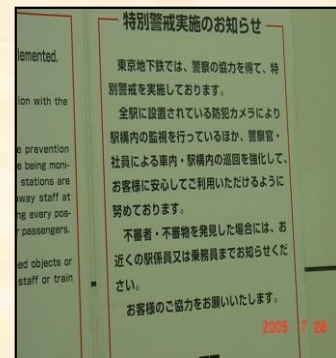 lemented.
ion with the
e prevention
e being moni-
stations are
way staff at
ng every pos-
r passengers.
ed objects or
staff or train
特別警戒実施のお知らせ
東京地下鉄では、警察の協力を得て、特
別警戒を実施しております。
全駅に設置されている防犯カメラにより
駅構内の監視を行っているほか、警察官・
社員による車内・駅構内の巡回を強化して、
お客様に安心してご利用いただけるように
努めております。
不審者・不審物を発見した場合には、お
近くの駅係員又は乗務員までお知らせくだ
さい。
お客様のご協力をお願いいたします。
2005 7 26